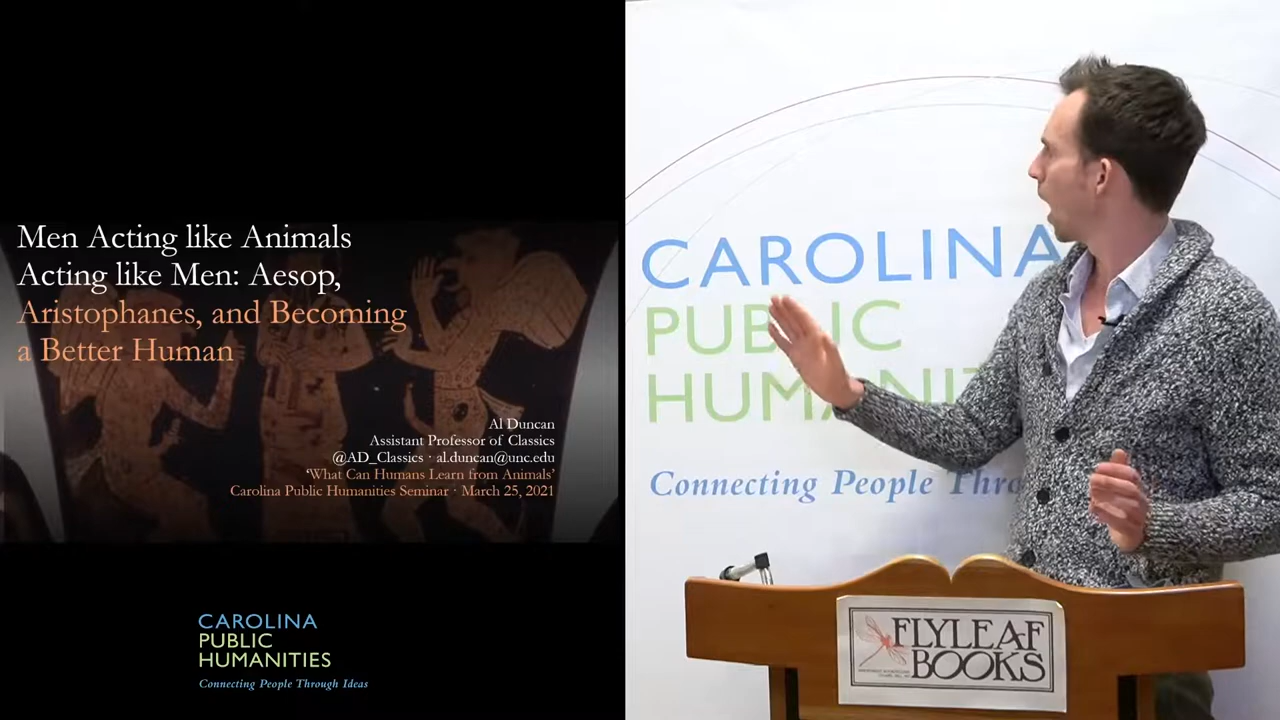 Men Acting like Animals
Acting like Men: Aesop,
Aristophanes, and Becoming
a Better Human
Al Duncan
Assistant Professor of Classics
@AD_Classics · al.duncan@unc.edu
‘What Can Humans Learn from Animals’
Carolina Public Humanities Seminar · March 25, 2021
CAROLINA
PUBLIC
HUMANITIES
Connecting People Through Ideas
CAROLINA
PUBLIC
HUMANIT
Connecting People Thro
FLYLEAF
BOOKS